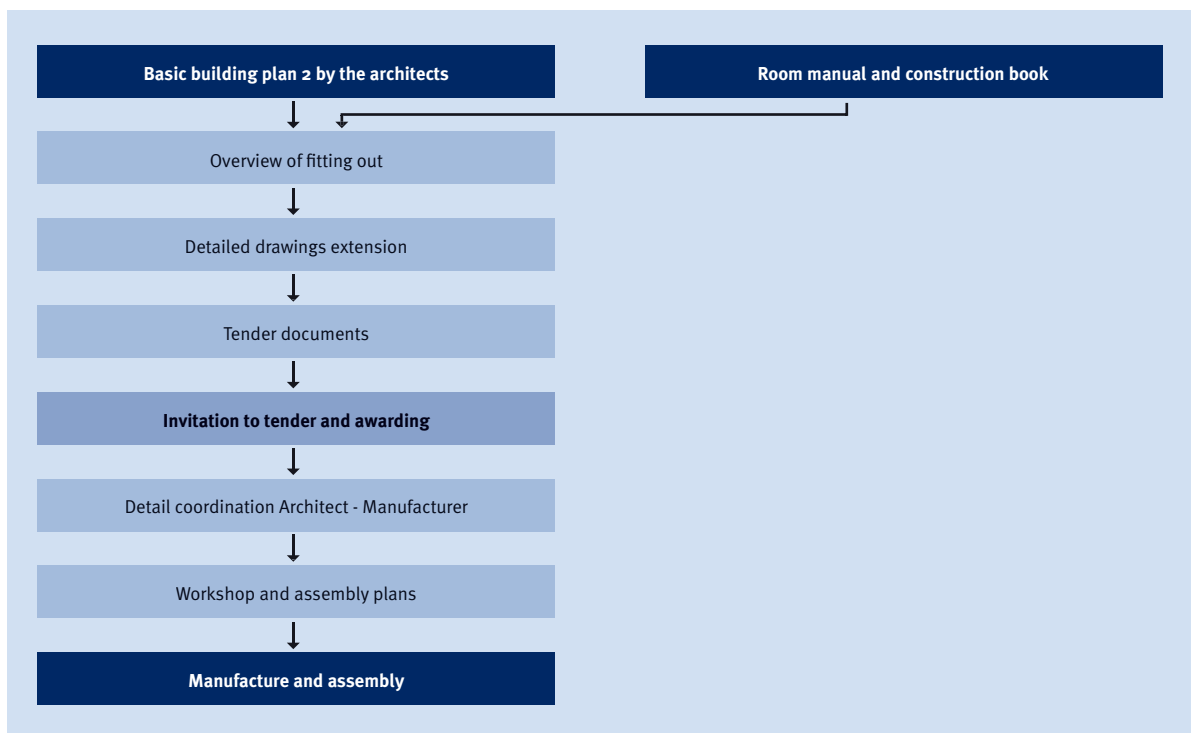 Basic building plan 2 by the architects
Room manual and construction book
Overview of fitting out
Detailed drawings extension
Tender documents
Invitation to tender and awarding
Detail coordination Architect - Manufacturer
Workshop and assembly plans
Manufacture and assembly